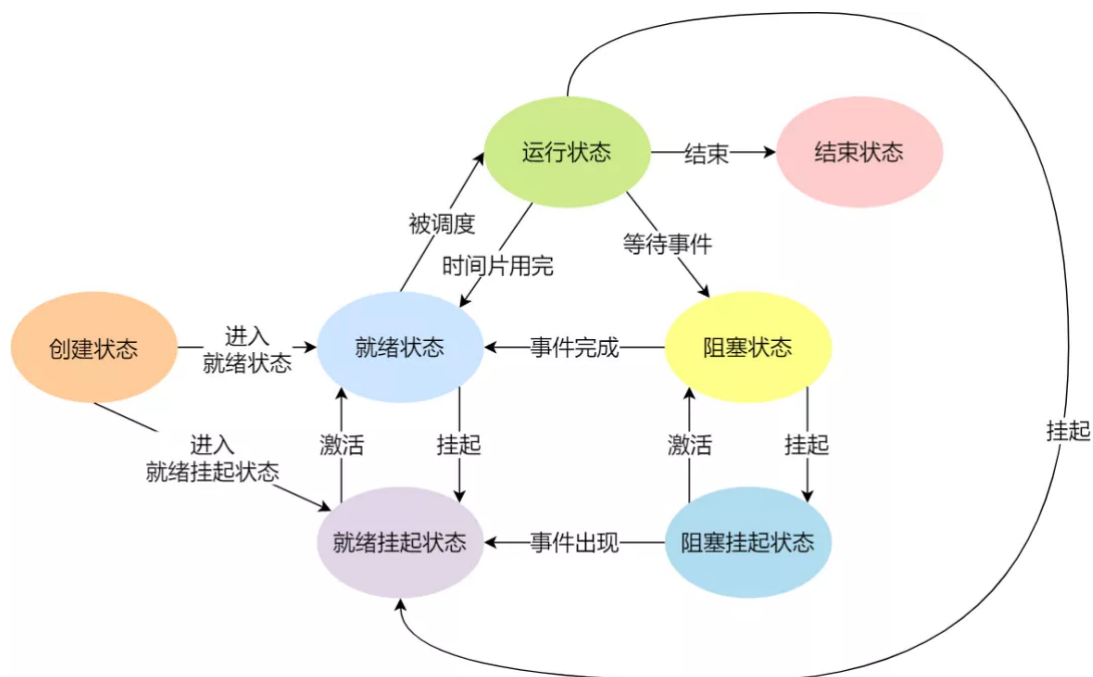 运行状态
结束
结束状态
被调度
等待事件
时间片用完
创建状态
进入
就绪状态
就绪状态
事件完成
阻塞状态
进入
就绪挂起状态
激活
挂起
激活
挂起
挂起
就绪挂起状态
事件出现
阻塞挂起状态